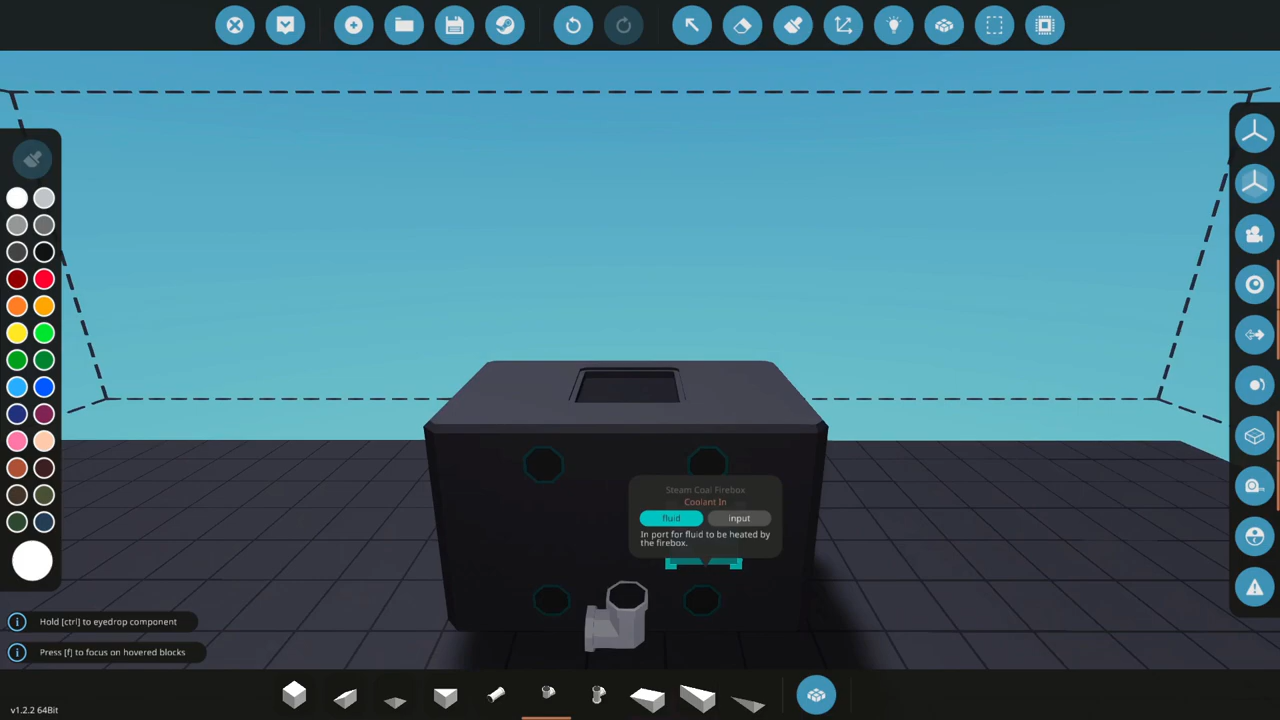 Steam Coal Firebox
Coolant In
fluid
input
In port for fluid to be heated by
the firebox.
Hold [ctrl] to eyedrop component
Press [f] to focus on hovered blocks
v1.2.2 64Bit